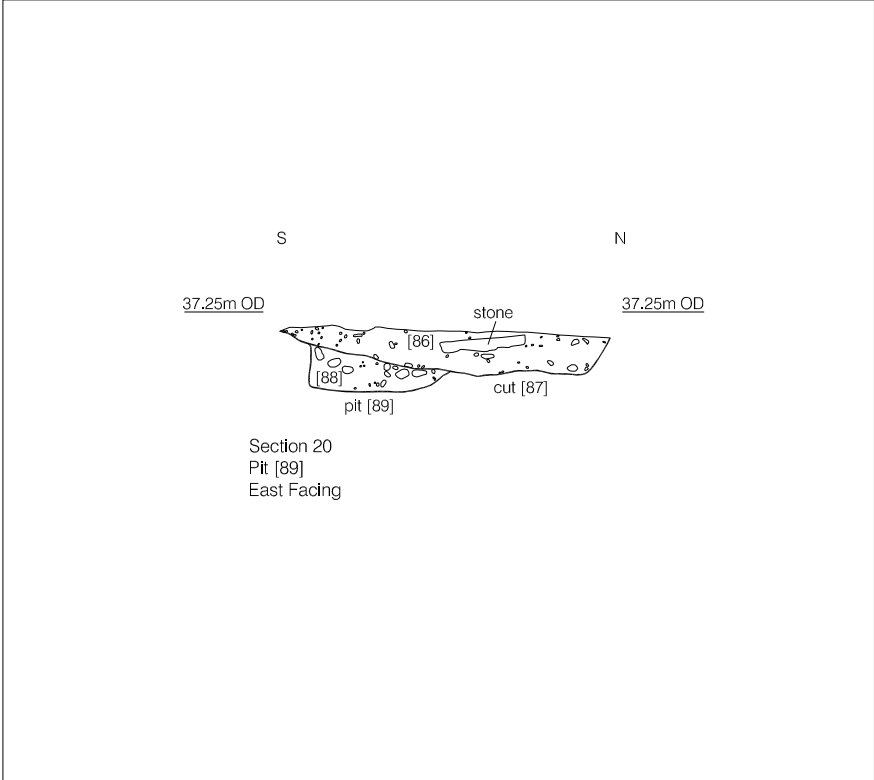 S
N
37.25m OD
37.25m OD
stone
[86]
[88]
cut [87]
pit [89]
Section 20
Pit [89]
East Facing